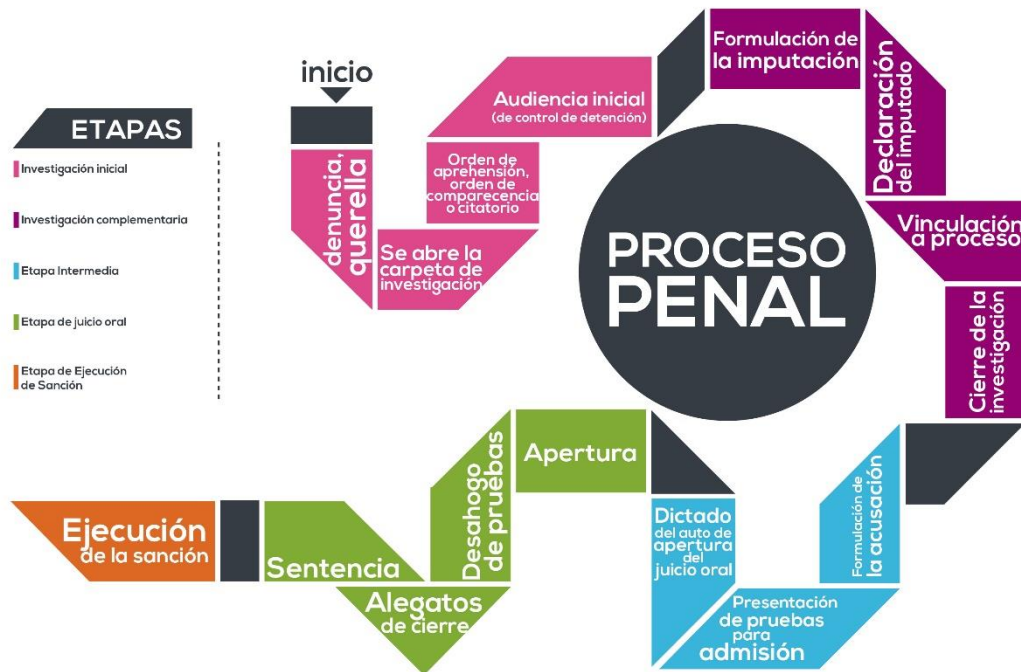 ETAPAS
Investigación inicial
Investigación complementaria
Etapa Intermedia
Etapa de juicio oral
Etapa de Ejecución
de Sanción
inicio
denuncia,
querella
Se abre la
carpeta de
investigación
Orden de
aprehensión,
orden de
comparecencia
o citatorio
Audiencia inicial
(de control de detención)
Formulación de
la imputación
Declaración
del imputado
Vinculación
a proceso
Cierre de la
investigación
PROCESO
PENAL
Formulación de
la acusación
Presentación
de pruebas
para
admisión
Dictado
del auto de
apertura
del
juicio oral
Apertura
Desahogo
de pruebas
Alegatos
de cierre
Sentencia
Ejecución
de la sanción